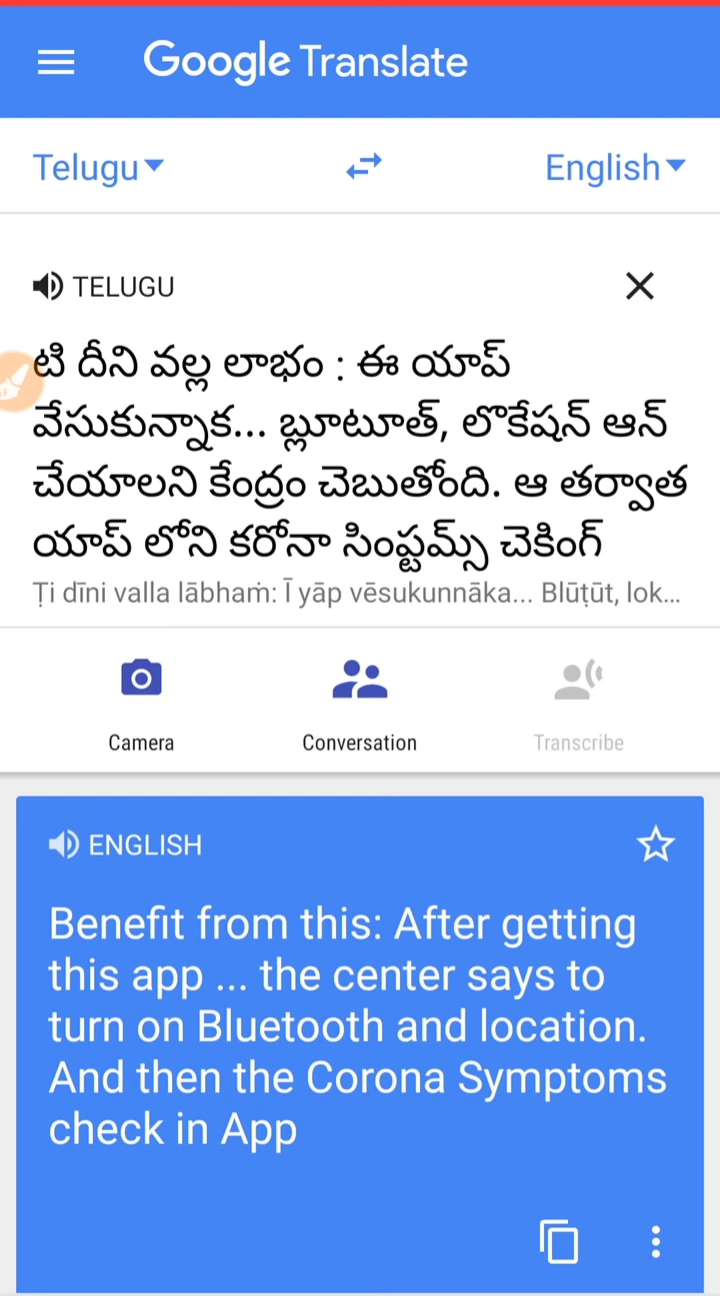 Google Translate
Telugu English
TELUGU
టి దీని వల్ల లాభం : ఈ యాప్
వేసుకున్నాక... బ్లూటూత్, లొకేషన్ ఆన్
చేయాలని కేంద్రం చెబుతోంది. ఆ తర్వాత
యాప్ లోని కరోనా సింప్టమ్స్ చెకింగ్
Ṭi dīni valla lābhaṁ: Ī yāp vēsukunnāka... Blūṭūt, lok...
Camera Conversation Transcribe
ENGLISH
Benefit from this: After getting
this app ... the center says to
turn on Bluetooth and location.
And then the Corona Symptoms
check in App